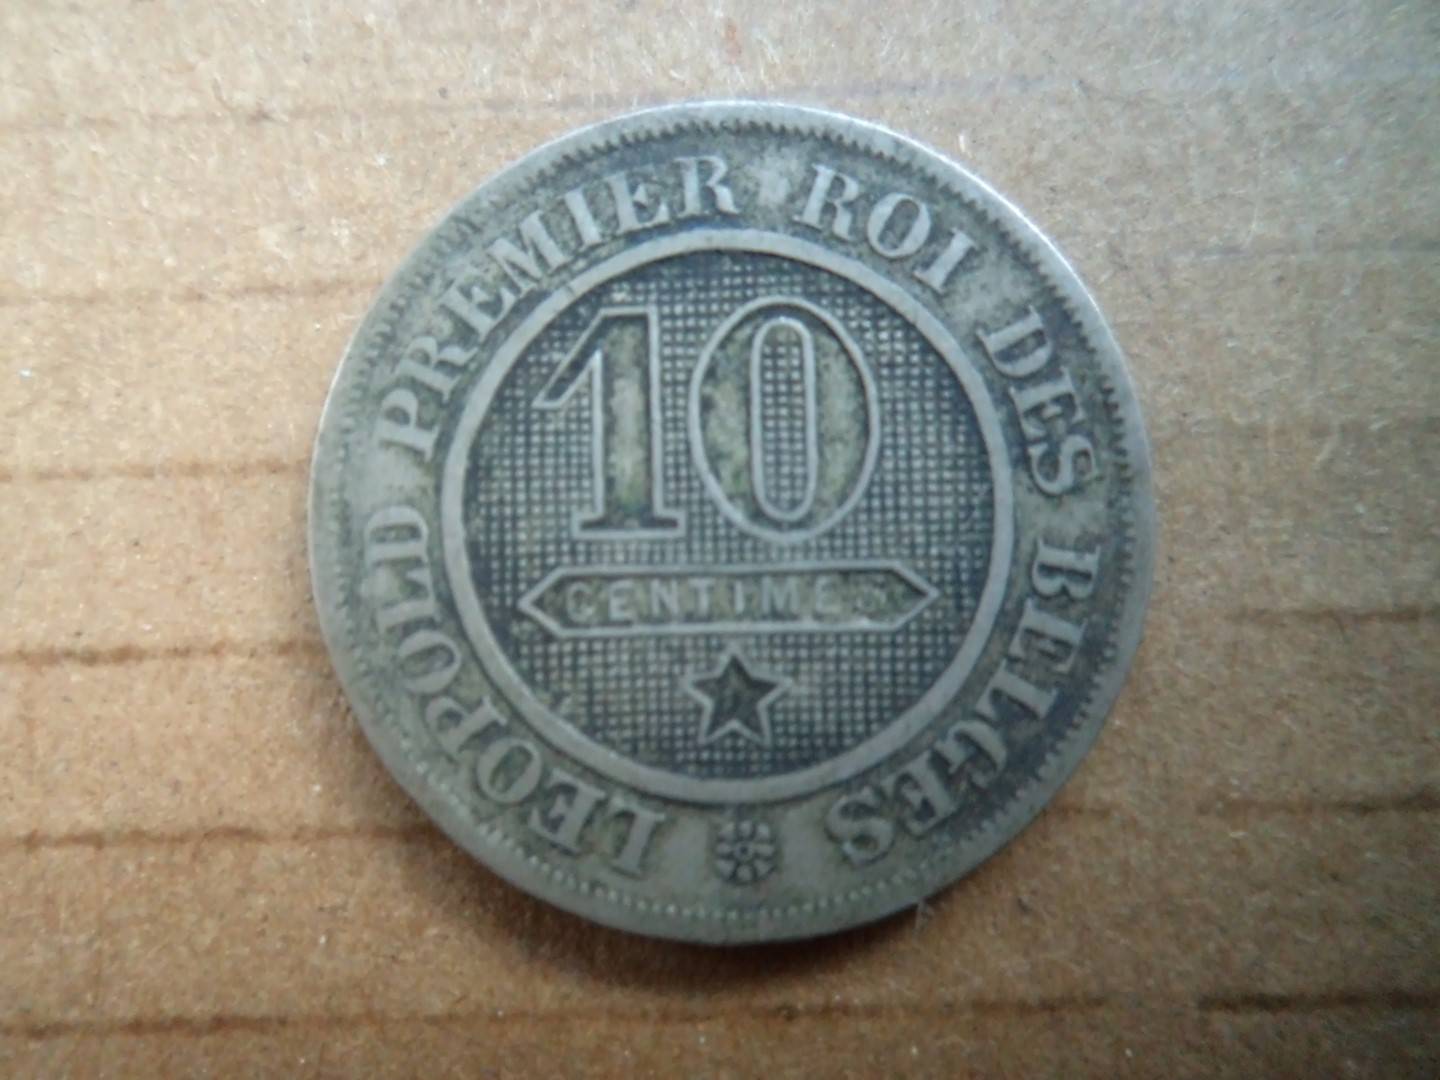 LEOPOLD PREMIER ROI DES BELGES
10
CENTIMES